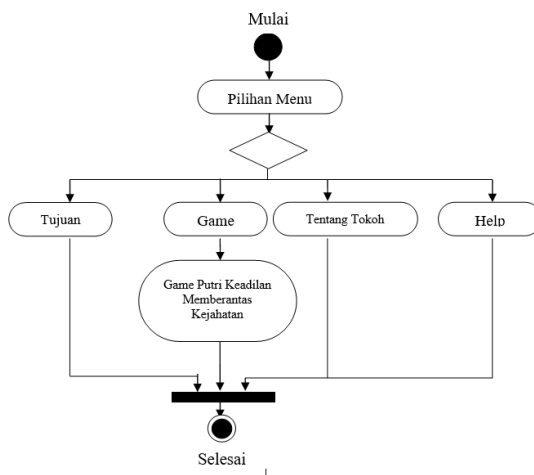 Mulai
Pilihan Menu
Tujuan
Game
Tentang Tokoh
Help
Game Putri Keadilan
Memberantas
Kejahatan
Selesai